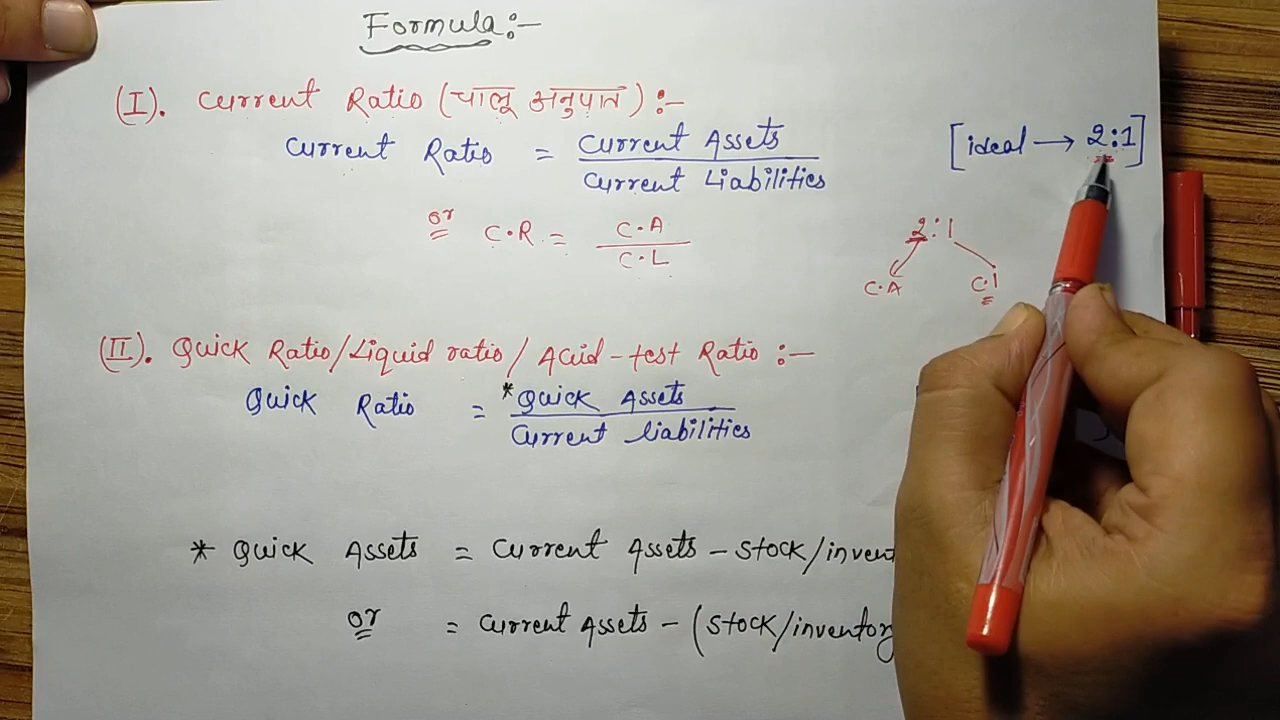 Formula:-
(I). Current Ratio (चालू अनुपात) :-
Current Ratio = Current Assets / Current Liabilities
[ideal → 2:1]
or C.R. = C.A / C.L
2:1
C.A C.l
(II). Quick Ratio/Liquid ratio/Acid-test Ratio :-
Quick Ratio = *Quick Assets / Current liabilities
* Quick Assets = Current Assets - Stock/inven
or = Current Assets - (Stock/inventory